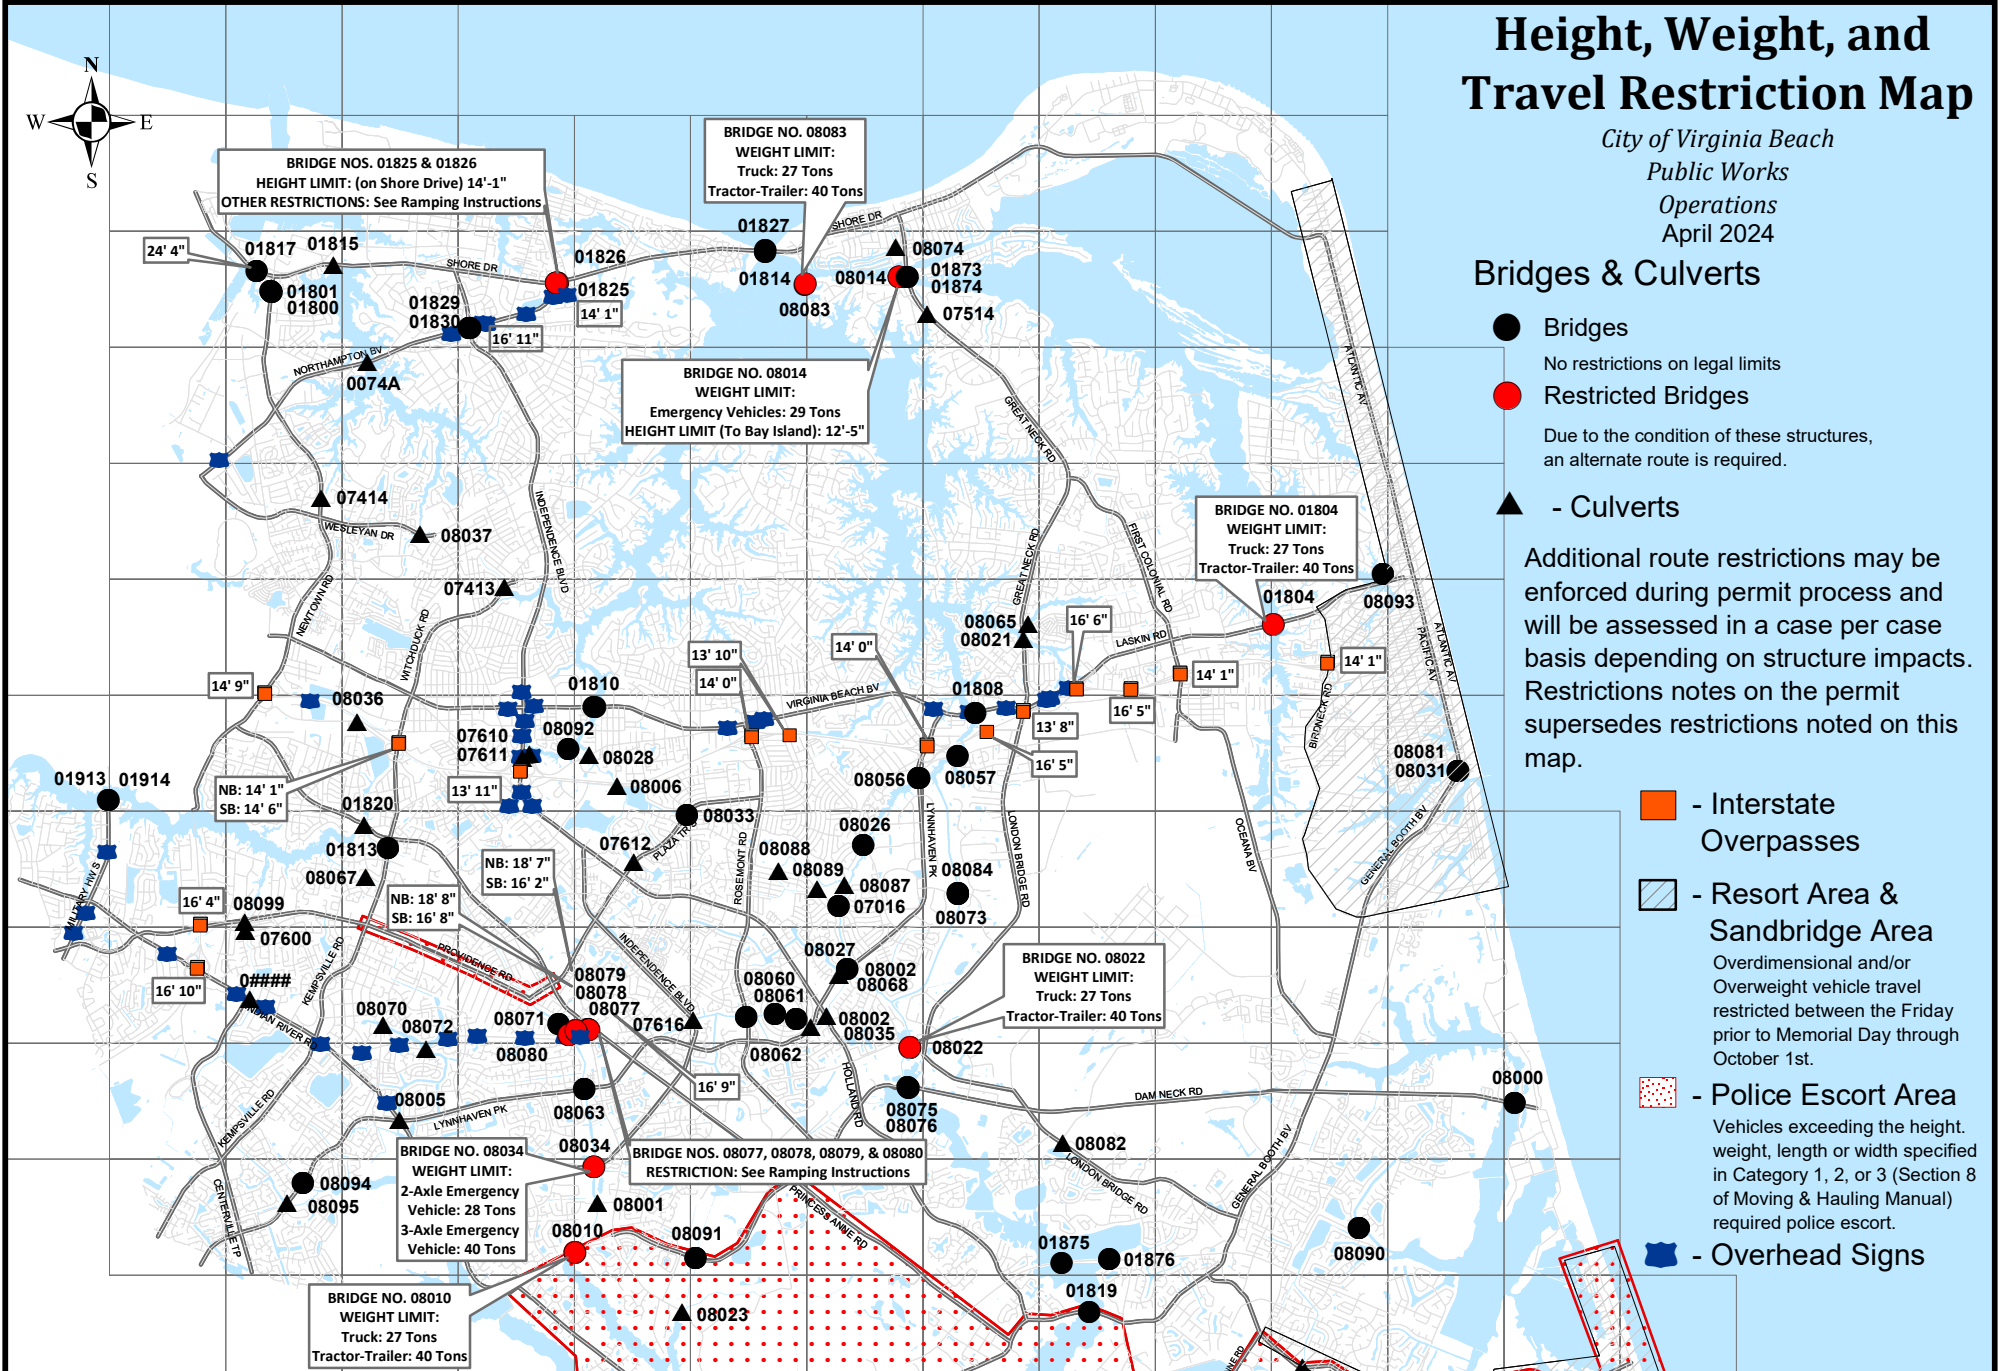 Height, Weight, and
Travel Restriction Map
City of Virginia Beach
Public Works
Operations
April 2024
N
W
E
S
Bridges & Culverts
Bridges
No restrictions on legal limits
Restricted Bridges
Due to the condition of these structures,
an alternate route is required.
- Culverts
Additional route restrictions may be
enforced during permit process and
will be assessed in a case per case
basis depending on structure impacts.
Restrictions notes on the permit
supersedes restrictions noted on this
map.
- Interstate
Overpasses
- Resort Area &
Sandbridge Area
Overdimensional and/or
Overweight vehicle travel
restricted between the Friday
prior to Memorial Day through
October 1st.
- Police Escort Area
Vehicles exceeding the height.
weight, length or width specified
in Category 1, 2, or 3 (Section 8
of Moving & Hauling Manual)
required police escort.
- Overhead Signs
BRIDGE NOS. 01825 & 01826
HEIGHT LIMIT: (on Shore Drive) 14'-1"
OTHER RESTRICTIONS: See Ramping Instructions
BRIDGE NO. 08083
WEIGHT LIMIT:
Truck: 27 Tons
Tractor-Trailer: 40 Tons
24' 4"
01817
01815
SHORE DR
01826
01825
14' 1"
01827
SHORE DR
01814
08083
08074
08014
01873
01874
07514
01801
01800
01829
01830
16' 11"
NORTHAMPTON BV
0074A
BRIDGE NO. 08014
WEIGHT LIMIT:
Emergency Vehicles: 29 Tons
HEIGHT LIMIT (To Bay Island): 12'-5"
GREAT NECK RD
ATLANTIC AV
07414
WESLEYAN DR
08037
INDEPENDENCE BLVD
07413
NEWTOWN RD
WITCHDUCK RD
BRIDGE NO. 01804
WEIGHT LIMIT:
Truck: 27 Tons
Tractor-Trailer: 40 Tons
01804
08093
FIRST COLONIAL RD
GREAT NECK RD
08065
08021
16' 6"
LASKIN RD
14' 1"
14' 1"
BIRDNECK RD
PACIFIC AV
ATLANTIC AV
13' 10"
14' 0"
14' 0"
VIRGINIA BEACH BV
01808
13' 8"
16' 5"
16' 5"
14' 9"
08036
01810
08092
07610
07611
08028
08006
13' 11"
08056
08057
08081
08031
01913 01914
NB: 14' 1"
SB: 14' 6"
01820
01813
08067
08033
PLAZA TR
07612
ROSEMONT RD
08026
LYNNHAVEN PK
LONDON BRIDGE RD
OCEANA BV
GENERAL BOOTH BV
MILITARY HW S
08088
08089
08087
07016
08084
08073
NB: 18' 7"
SB: 16' 2"
NB: 18' 8"
SB: 16' 8"
16' 4"
08099
07600
PROVIDENCE RD
KEMPSVILLE RD
INDEPENDENCE BLVD
16' 10"
0####
INDIAN RIVER RD
08070
08072
08079
08078
08077
08071
08080
07616
08060
08061
08062
08027
08002
08068
08002
08035
BRIDGE NO. 08022
WEIGHT LIMIT:
Truck: 27 Tons
Tractor-Trailer: 40 Tons
08022
16' 9"
08063
HOLLAND RD
08075
08076
DAM NECK RD
08000
08005
LYNNHAVEN PK
KEMPSVILLE RD
CENTERVILLE TP
08094
08095
08034
BRIDGE NO. 08034
WEIGHT LIMIT:
2-Axle Emergency
Vehicle: 28 Tons
3-Axle Emergency
Vehicle: 40 Tons
BRIDGE NOS. 08077, 08078, 08079, & 08080
RESTRICTION: See Ramping Instructions
08082
LONDON BRIDGE RD
GENERAL BOOTH BV
PRINCESS ANNE RD
08001
08010
08091
01875
01876
08090
01819
08023
BRIDGE NO. 08010
WEIGHT LIMIT:
Truck: 27 Tons
Tractor-Trailer: 40 Tons